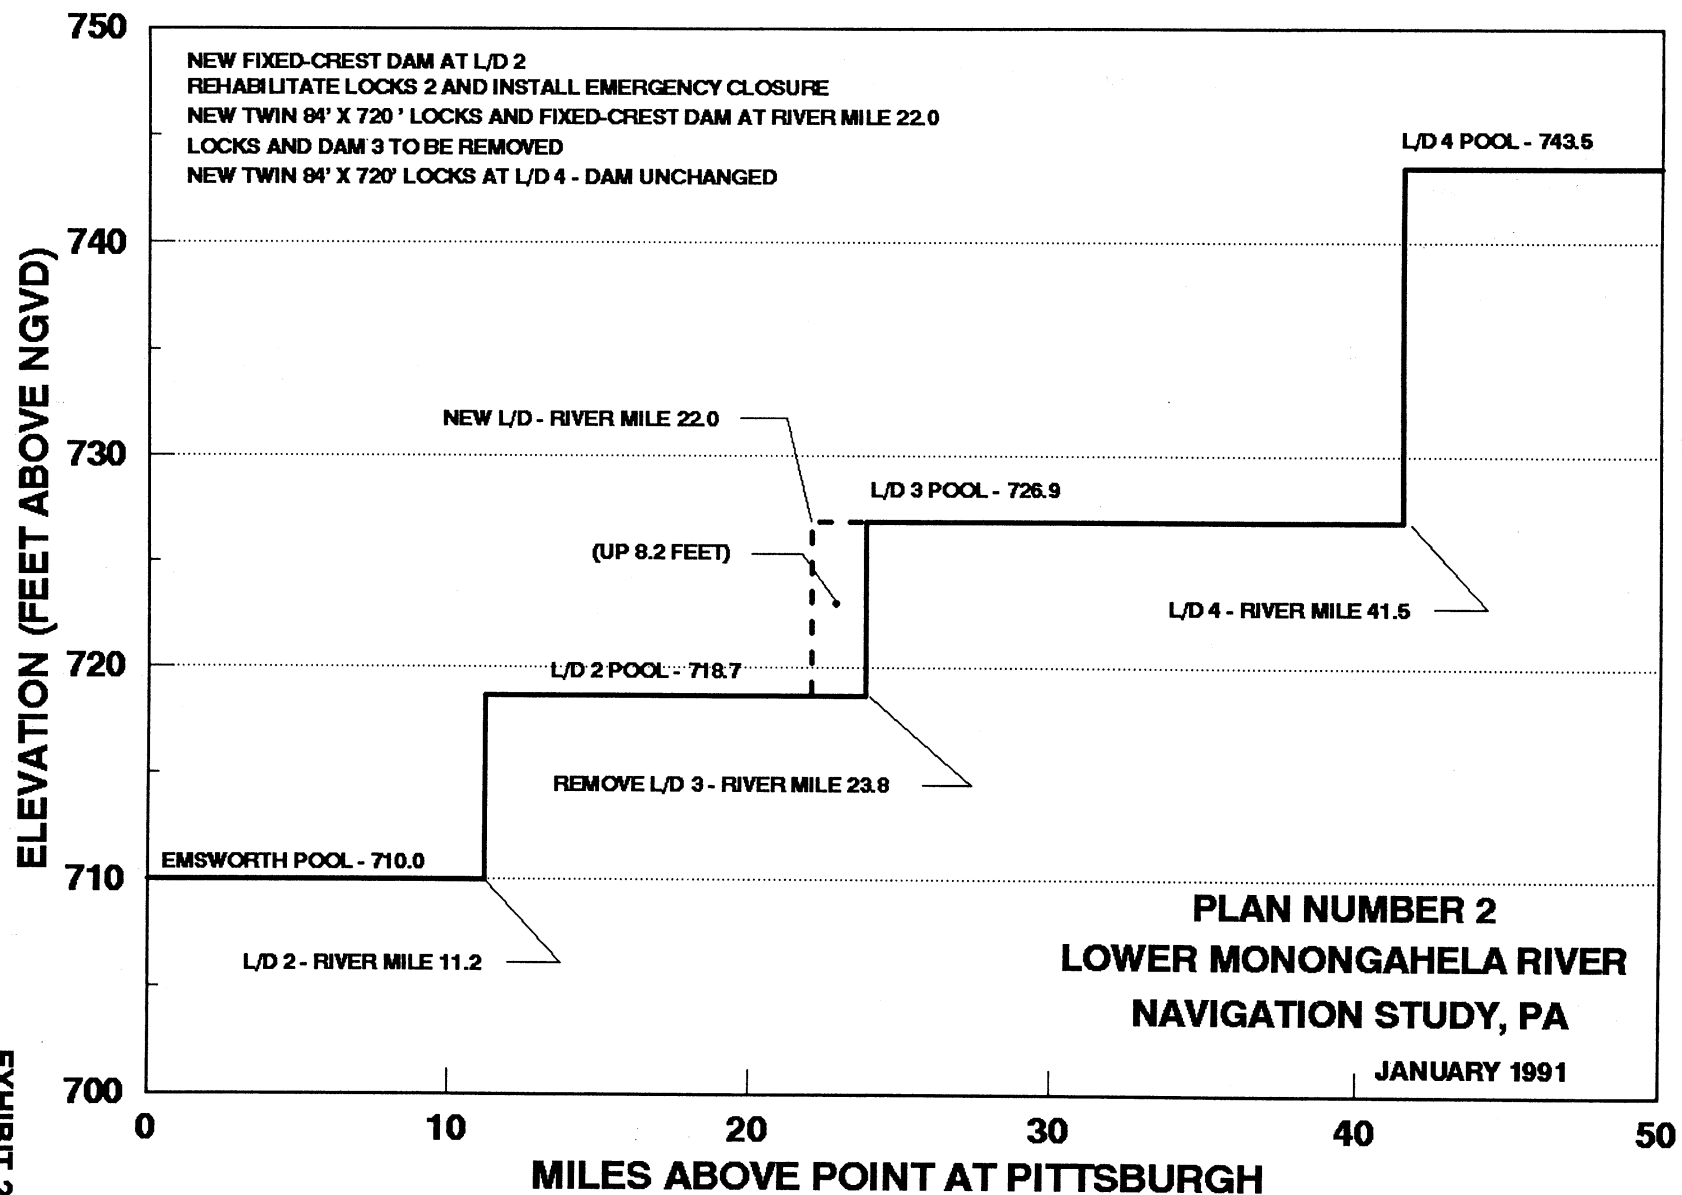 750
NEW FIXED-CREST DAM AT L/D 2
REHABILITATE LOCKS 2 AND INSTALL EMERGENCY CLOSURE
NEW TWIN 84' X 720 ' LOCKS AND FIXED-CREST DAM AT RIVER MILE 22.0
LOCKS AND DAM 3 TO BE REMOVED
NEW TWIN 84' X 720' LOCKS AT L/D 4 - DAM UNCHANGED
L/D 4 POOL - 743.5
740
ELEVATION (FEET ABOVE NGVD)
NEW L/D - RIVER MILE 22.0
730
L/D 3 POOL - 726.9
(UP 8.2 FEET)
L/D 4 - RIVER MILE 41.5
720
L/D 2 POOL - 718.7
REMOVE L/D 3 - RIVER MILE 23.8
EMSWORTH POOL - 710.0
710
L/D 2 - RIVER MILE 11.2
PLAN NUMBER 2
LOWER MONONGAHELA RIVER
NAVIGATION STUDY, PA
JANUARY 1991
700
0 10 20 30 40 50
MILES ABOVE POINT AT PITTSBURGH
EXHIBIT 2